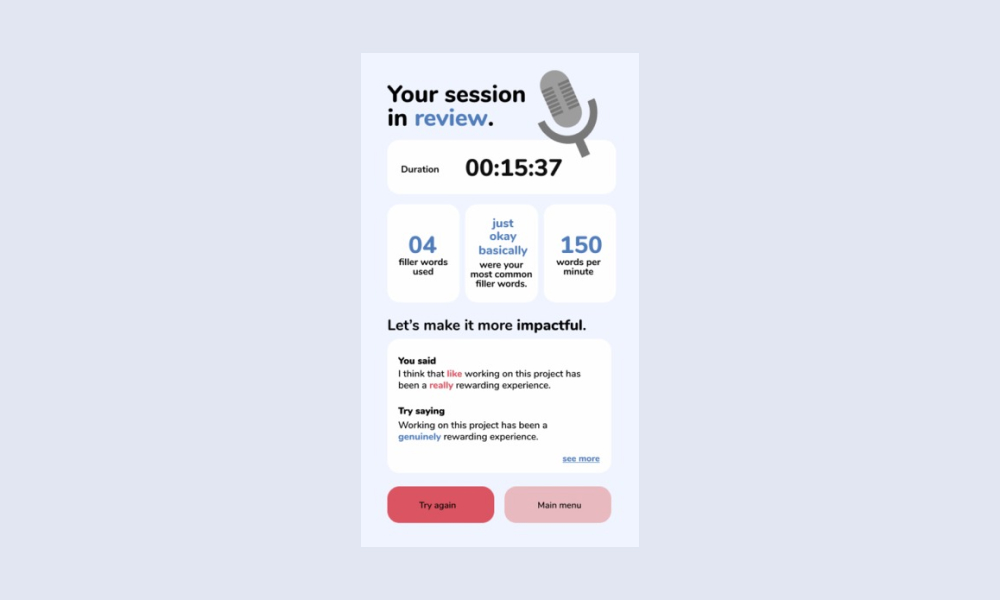 Your session
in review.
Duration
00:15:37
04
filler words
used
just
okay
basically
were your
most common
filler words.
150
words per
minute
Let's make it more impactful.
You said
I think that like working on this project has
been a really rewarding experience.
Try saying
Working on this project has been a
genuinely rewarding experience.
see more
Try again
Main menu